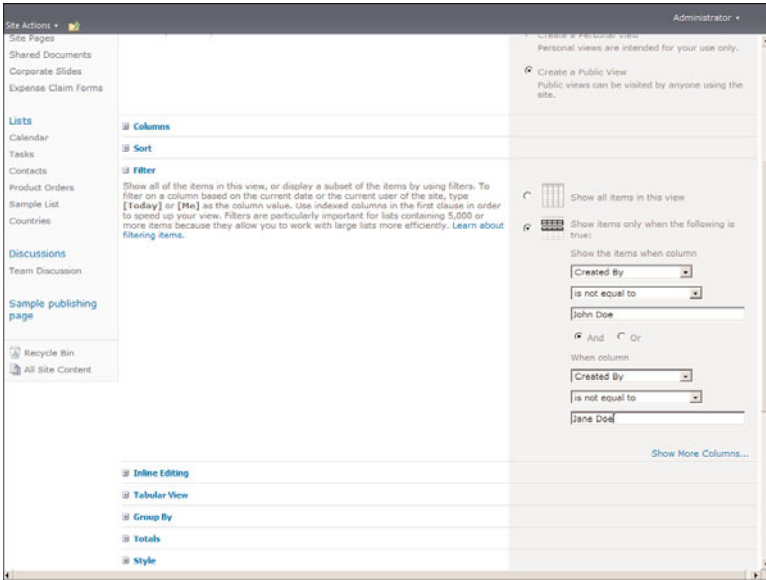 Site Actions
Administrator
Site Pages
Shared Documents
Corporate Slides
Expense Claim Forms
Lists
Calendar
Tasks
Contacts
Product Orders
Sample List
Countries
Discussions
Team Discussion
Sample publishing
page
Recycle Bin
All Site Content
Create a Personal View
Personal views are intended for your use only.
Create a Public View
Public views can be visited by anyone using the
site.
Columns
Sort
Filter
Show all of the items in this view, or display a subset of the items by using filters. To
filter on a column based on the current date or the current user of the site, type
[Today] or [Me] as the column value. Use indexed columns in the first clause in order
to speed up your view. Filters are particularly important for lists containing 5,000 or
more items because they allow you to work with large lists more efficiently. Learn about
filtering items.
Show all items in this view
Show items only when the following is
true:
Show the items when column
Created By
is not equal to
John Doe
And Or
When column
Created By
is not equal to
Jane Doe
Show More Columns...
Inline Editing
Tabular View
Group By
Totals
Style